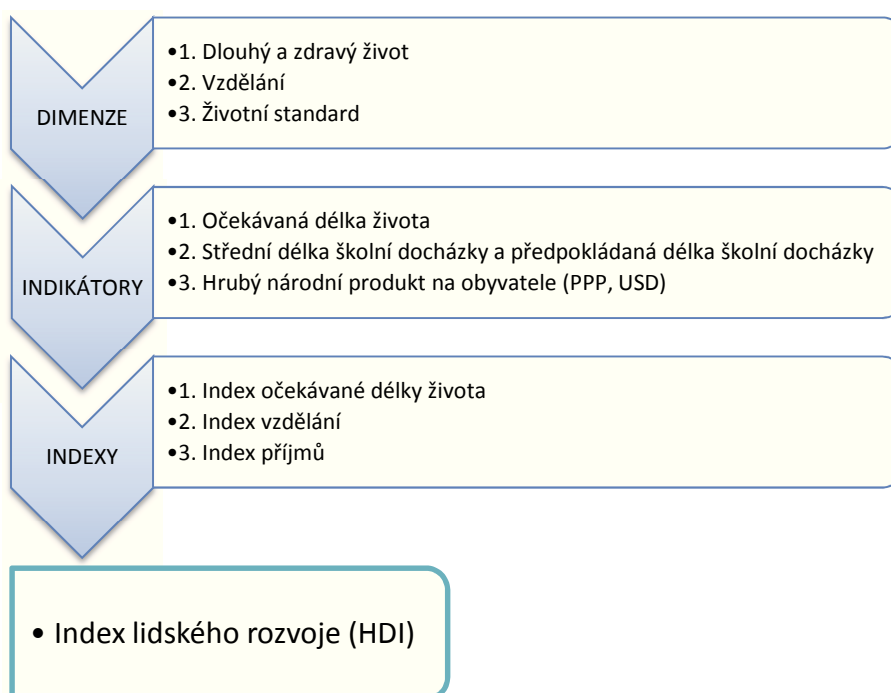 DIMENZE
•1. Dlouhý a zdravý život
•2. Vzdělání
•3. Životní standard
INDIKÁTORY
•1. Očekávaná délka života
•2. Střední délka školní docházky a předpokládaná délka školní docházky
•3. Hrubý národní produkt na obyvatele (PPP, USD)
INDEXY
•1. Index očekávané délky života
•2. Index vzdělání
•3. Index příjmů
• Index lidského rozvoje (HDI)